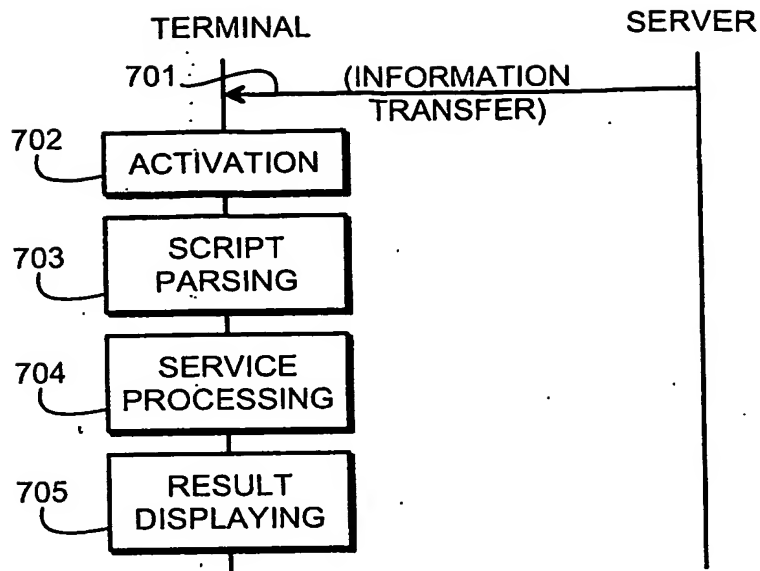 TERMINAL
SERVER
701
(INFORMATION
TRANSFER)
702
ACTIVATION
703
SCRIPT
PARSING
704
SERVICE
PROCESSING
705
RESULT
DISPLAYING